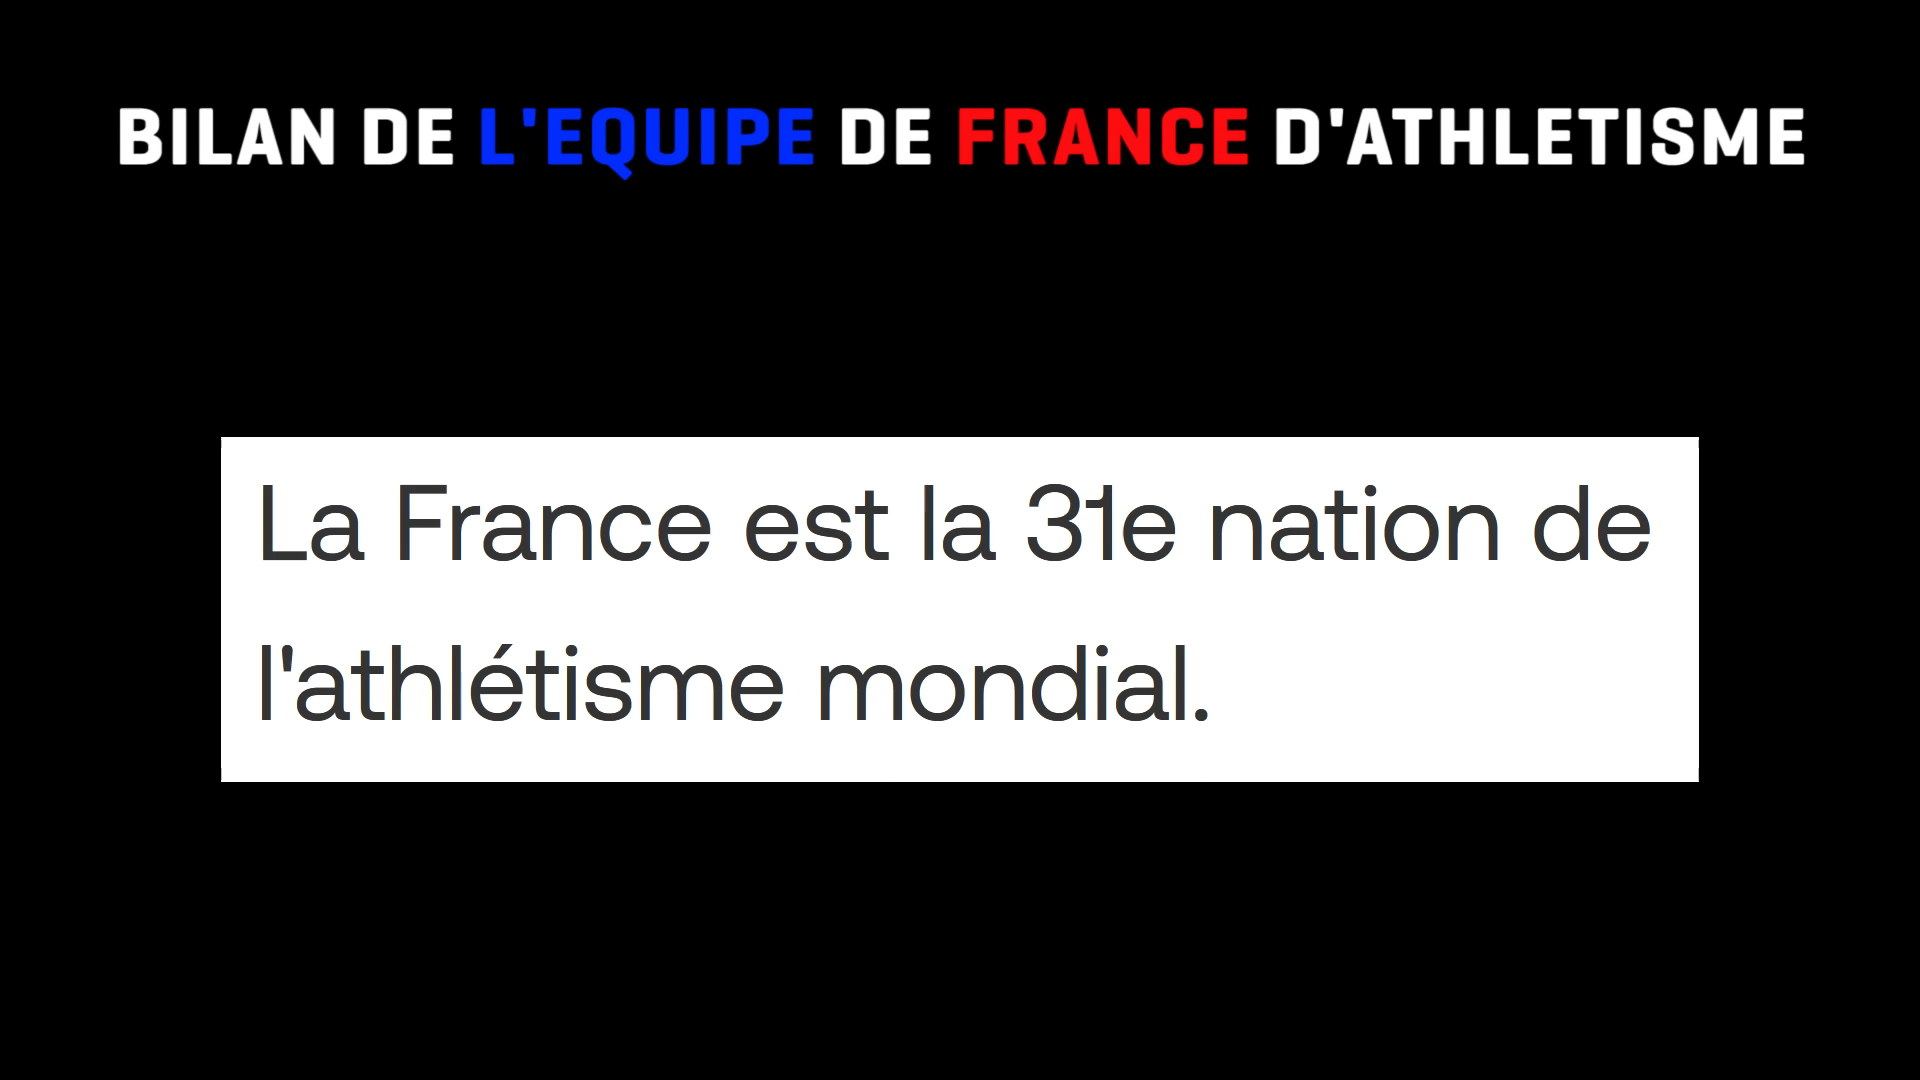 BILAN DE L'EQUIPE DE FRANCE D'ATHLETISME
La France est la 31e nation de
l'athlétisme mondial.